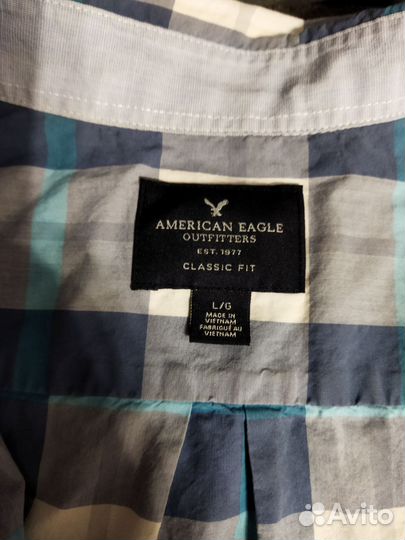 AMERICAN EAGLE
OUTFITTERS
EST. 1977
CLASSIC FIT
L/G
MADE IN
VIETNAM
FABRIQUÉ AU
VIETNAM
Avito